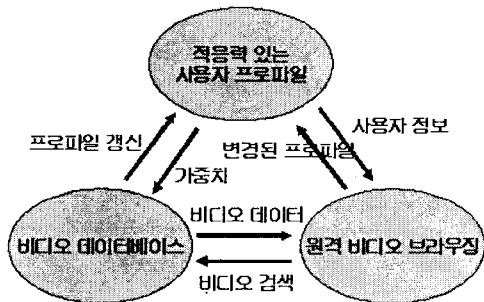 적응력 있는
사용자 프로파일
사용자 정보
프로파일 갱신
변경된 프로파일
가중치
비디오 데이터
비디오 데이터베이스
원격 비디오 브라우징
비디오 검색